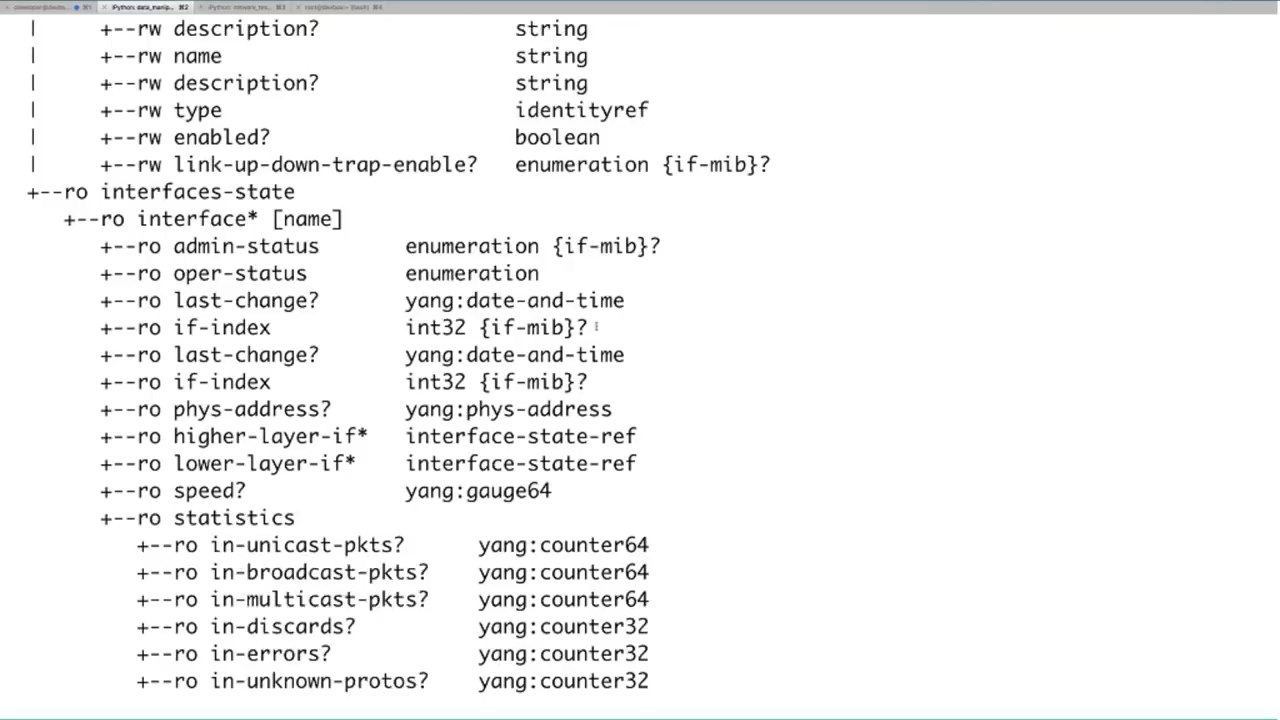 IPython: data_manip... ⌘2
|     +--rw description?                string
|     +--rw name                        string
|     +--rw description?                string
|     +--rw type                        identityref
|     +--rw enabled?                    boolean
|     +--rw link-up-down-trap-enable?   enumeration {if-mib}?
+--ro interfaces-state
   +--ro interface* [name]
      +--ro admin-status       enumeration {if-mib}?
      +--ro oper-status        enumeration
      +--ro last-change?       yang:date-and-time
      +--ro if-index           int32 {if-mib}?
      +--ro last-change?       yang:date-and-time
      +--ro if-index           int32 {if-mib}?
      +--ro phys-address?      yang:phys-address
      +--ro higher-layer-if*   interface-state-ref
      +--ro lower-layer-if*    interface-state-ref
      +--ro speed?             yang:gauge64
      +--ro statistics
         +--ro in-unicast-pkts?      yang:counter64
         +--ro in-broadcast-pkts?    yang:counter64
         +--ro in-multicast-pkts?    yang:counter64
         +--ro in-discards?          yang:counter32
         +--ro in-errors?            yang:counter32
         +--ro in-unknown-protos?    yang:counter32